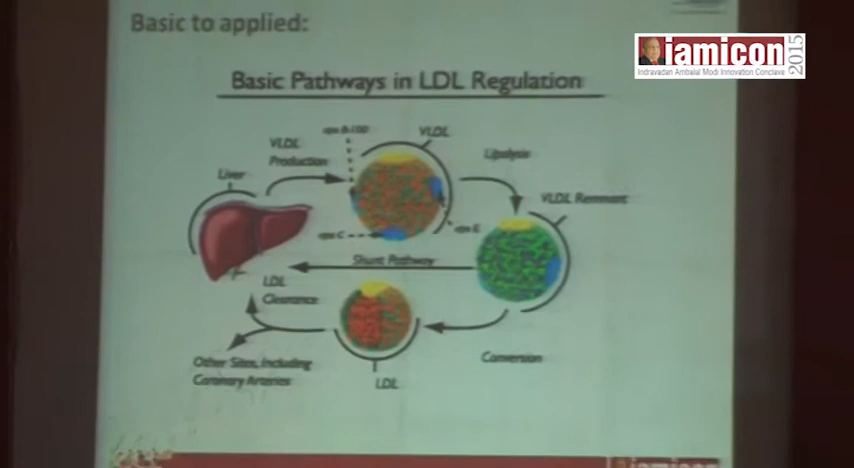 Basic to applied:
iamicon
2015
Indravadan Ambalal Modi Innovation Conclave
Basic Pathways in LDL Regulation
apo B-100
VLDL
VLDL
Production
Lipolysis
Liver
VLDL Remnant
apo E
apo C
Shunt Pathway
LDL
Clearance
Conversion
Other Sites, Including
Coronary Arteries
LDL
iamicon